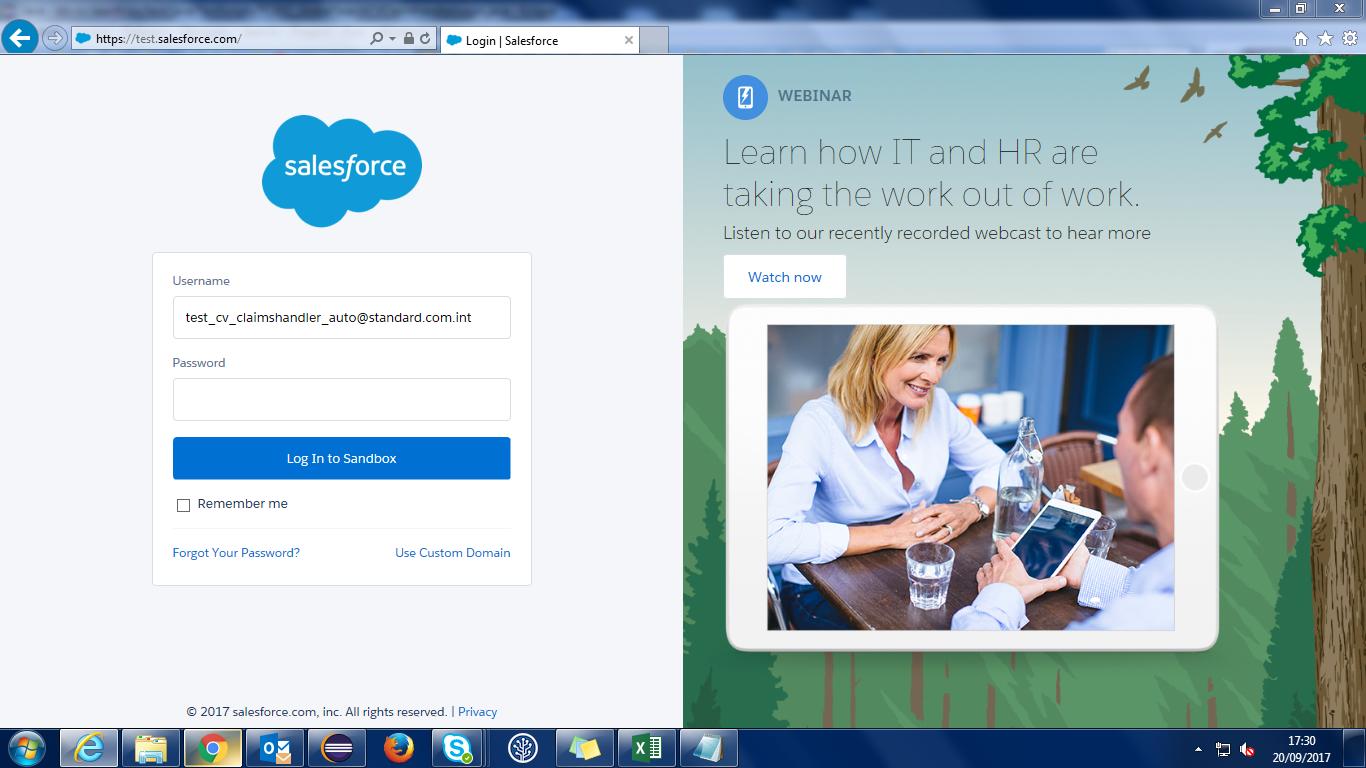 https://test.salesforce.com/
Login | Salesforce
salesforce
Username
test_cv_claimshandler_auto@standard.com.int
Password
Log In to Sandbox
Remember me
Forgot Your Password?
Use Custom Domain
© 2017 salesforce.com, inc. All rights reserved. | Privacy
WEBINAR
Learn how IT and HR are
taking the work out of work.
Listen to our recently recorded webcast to hear more
Watch now
17:30
20/09/2017